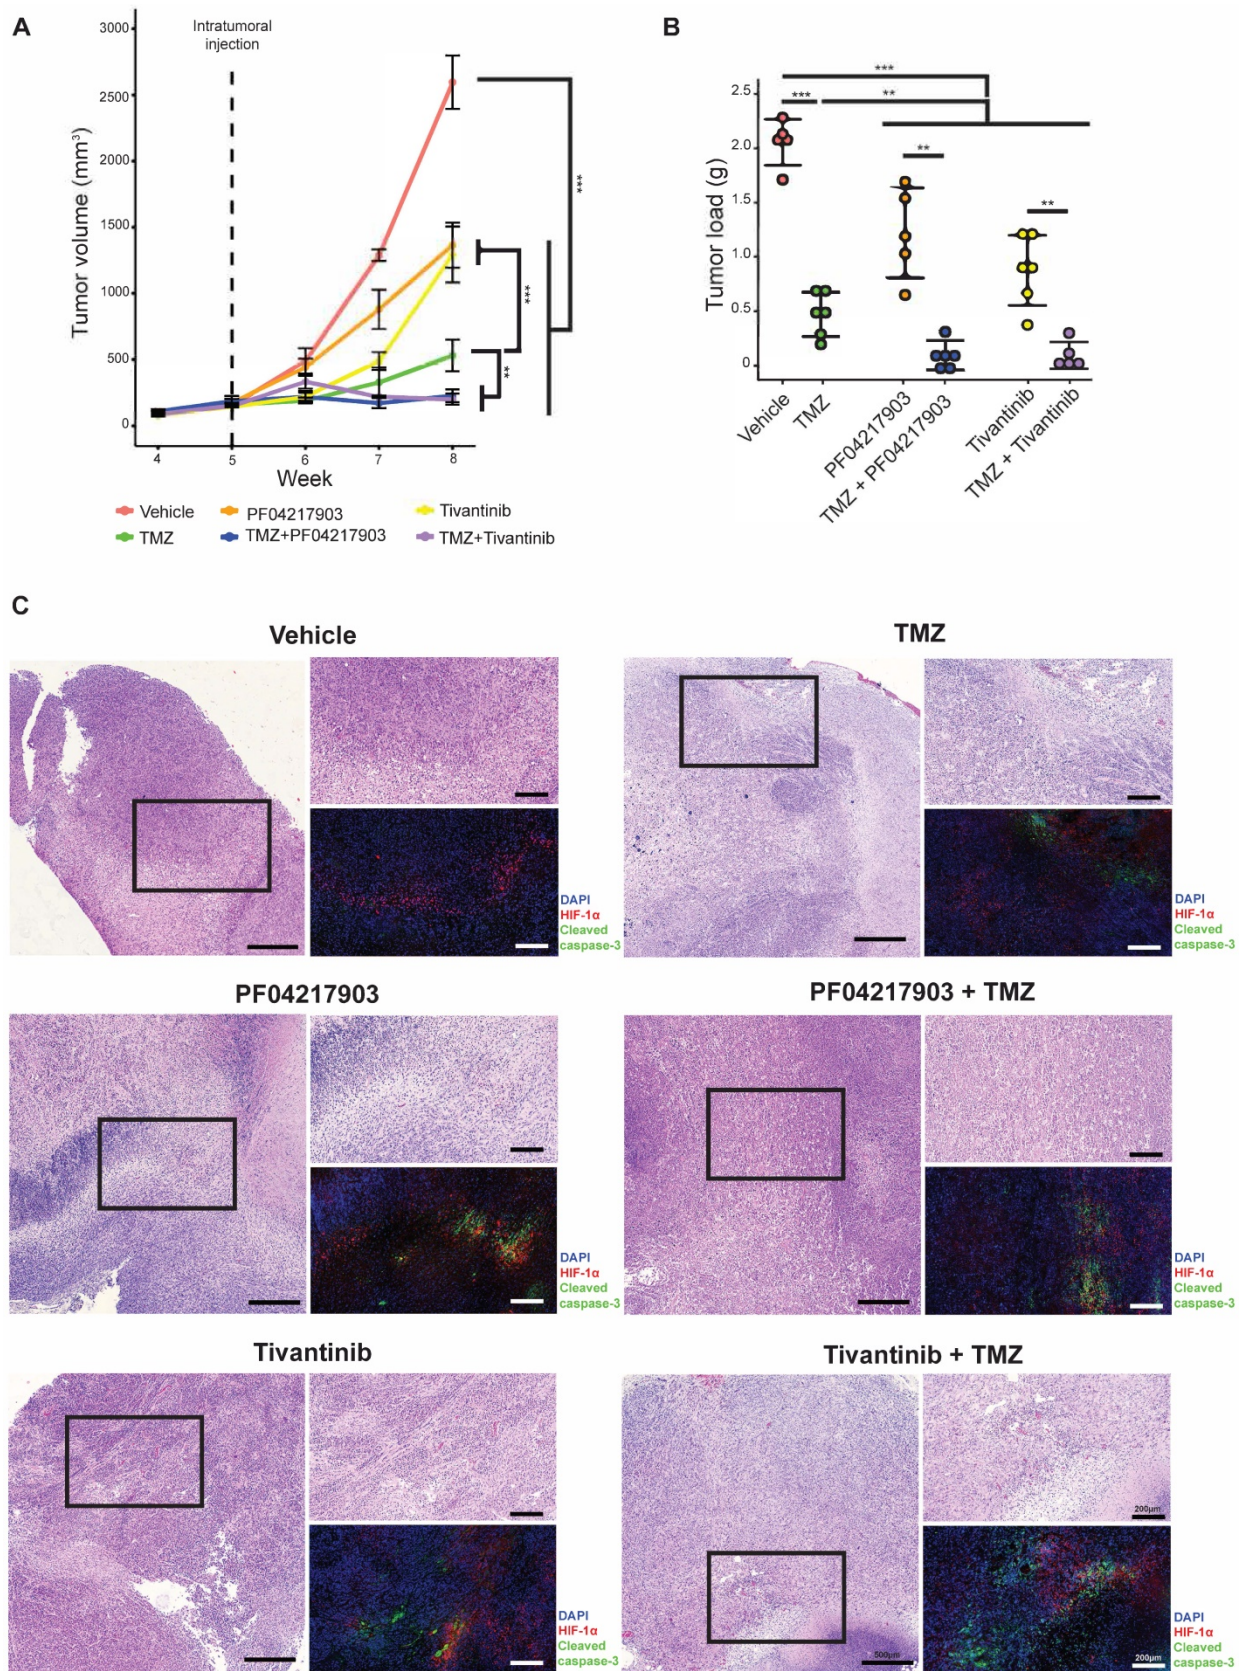 A
Intratumoral
injection
Tumor volume (mm³)
3000
2500
2000
1500
1000
500
0
4
5
6
7
8
Week
***
***
**
Vehicle
PF04217903
Tivantinib
TMZ
TMZ+PF04217903
TMZ+Tivantinib
B
Tumor load (g)
2.5
2.0
1.5
1.0
0.5
0
***
***
**
**
**
Vehicle
TMZ
PF04217903
TMZ + PF04217903
Tivantinib
TMZ + Tivantinib
C
Vehicle
DAPI
HIF-1α
Cleaved
caspase-3
TMZ
DAPI
HIF-1α
Cleaved
caspase-3
PF04217903
DAPI
HIF-1α
Cleaved
caspase-3
PF04217903 + TMZ
DAPI
HIF-1α
Cleaved
caspase-3
Tivantinib
DAPI
HIF-1α
Cleaved
caspase-3
Tivantinib + TMZ
500μm
200μm
200μm
DAPI
HIF-1α
Cleaved
caspase-3